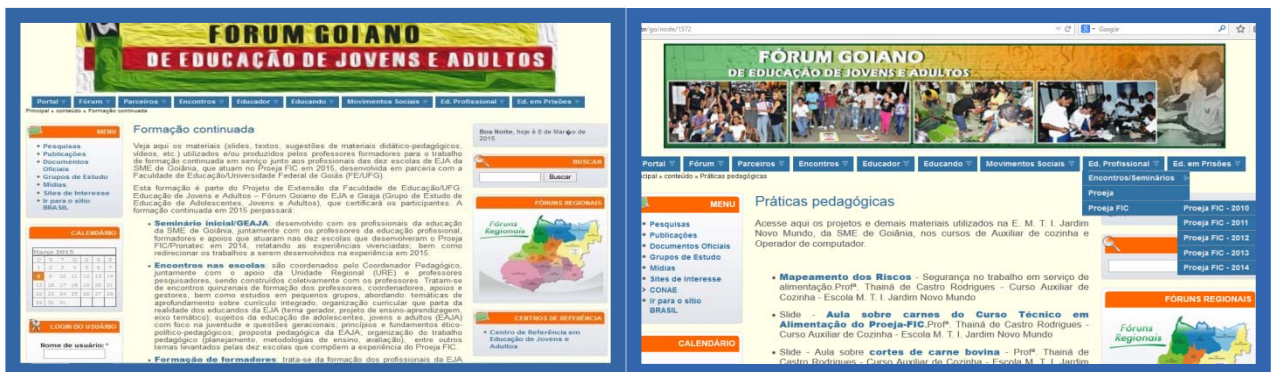 FORUM GOIANO
DE EDUCAÇÃO DE JOVENS E ADULTOS
Portal Fórum Parceiros Encontros Educador Educando Movimentos Sociais Ed. Profissional Ed. em Prisões
Principal » conteúdo » Formação continuada
MENU
Pesquisas
Publicações
Documentos
Oficiais
Grupos de Estudo
Mídias
Sites de Interesse
Ir para o sítio
BRASIL
CALENDÁRIO
Março 2015
LOGIN DO USUÁRIO
Nome de usuário: *
Formação continuada
Veja aqui os materiais (slides, textos, sugestões de materiais didático-pedagógicos,
vídeos, etc.) utilizados e/ou produzidos pelos professores formadores para o trabalho
de formação continuada em serviço junto aos profissionais das dez escolas de EJA da
SME de Goiânia, que atuam no Proeja FIC em 2015, desenvolvida em parceria com a
Faculdade de Educação/Universidade Federal de Goiás (FE/UFG).
Esta formação é parte do Projeto de Extensão da Faculdade de Educação/UFG:
Educação de Jovens e Adultos – Fórum Goiano de EJA e Geaja (Grupo de Estudo de
Educação de Adolescentes, Jovens e Adultos), que certificará os participantes. A
formação continuada em 2015 perpassará:
• Seminário inicial/GEAJA: desenvolvido com os profissionais da educação
da SME de Goiânia, juntamente com os professores da educação profissional,
formadores e apoios que atuaram nas dez escolas que desenvolveram o Proeja
FIC/Pronatec em 2014, relatando as experiências vivenciadas, bem como
redirecionar os trabalhos a serem desenvolvidos na experiência em 2015.
• Encontros nas escolas: são coordenados pelo Coordenador Pedagógico,
juntamente com o apoio da Unidade Regional (URE) e professores
pesquisadores, sendo construídos coletivamente com os professores. Tratam-se
de encontros quinzenais de formação dos professores, coordenadores, apoios e
gestores, bem como estudos em pequenos grupos, abordando temáticas de
aprofundamento sobre currículo integrado, organização curricular que parta da
realidade dos educandos da EJA (tema gerador, projeto de ensino-aprendizagem,
eixo temático); sujeitos da educação de adolescentes, jovens e adultos (EAJA)
com foco na juventude e questões geracionais; princípios e fundamentos ético-
político-pedagógicos; proposta pedagógica da EAJA; organização do trabalho
pedagógico (planejamento, metodologias de ensino, avaliação), entre outros
temas levantados pelas dez escolas que compõem a experiência do Proeja FIC.
• Formação de formadores: trata-se da formação dos profissionais da EJA
Boa Noite, hoje é 8 de Mar�o de
2015
BUSCAR
Buscar
FÓRUNS REGIONAIS
Fóruns
Regionais
CENTROS DE REFERÊNCIA
Centro de Referência em
Educação de Jovens e
Adultos
br/go/node/1572
Google
FÓRUM GOIANO
DE EDUCAÇÃO DE JOVENS E ADULTOS
Portal Fórum Parceiros Encontros Educador Educando Movimentos Sociais Ed. Profissional Ed. em Prisões
cipal » conteúdo » Práticas pedagógicas
Encontros/Seminários
Proeja
Proeja FIC
Proeja FIC - 2010
Proeja FIC - 2011
Proeja FIC - 2012
Proeja FIC - 2013
Proeja FIC - 2014
MENU
Pesquisas
Publicações
Documentos Oficiais
Grupos de Estudo
Mídias
Sites de Interesse
CONAE
Ir para o sítio
BRASIL
CALENDÁRIO
Práticas pedagógicas
Acesse aqui os projetos e demais materiais utilizados na E. M. T. I. Jardim
Novo Mundo, da SME de Goiânia, nos cursos de Auxiliar de cozinha e
Operador de computador.
• Mapeamento dos Riscos - Segurança no trabalho em serviço de
alimentação.Profª. Thainá de Castro Rodrigues - Curso Auxiliar de
Cozinha - Escola M. T. I. Jardim Novo Mundo
• Slide - Aula sobre carnes do Curso Técnico em
Alimentação do Proeja-FIC.Profª. Thainá de Castro Rodrigues -
Curso Auxiliar de Cozinha - Escola M. T. I. Jardim Novo Mundo
• Slide - Aula sobre cortes de carne bovina - Profª. Thainá de
Castro Rodrigues - Curso Auxiliar de Cozinha - Escola M. T. I. Jardim
FÓRUNS REGIONAIS
Fóruns
Regionais